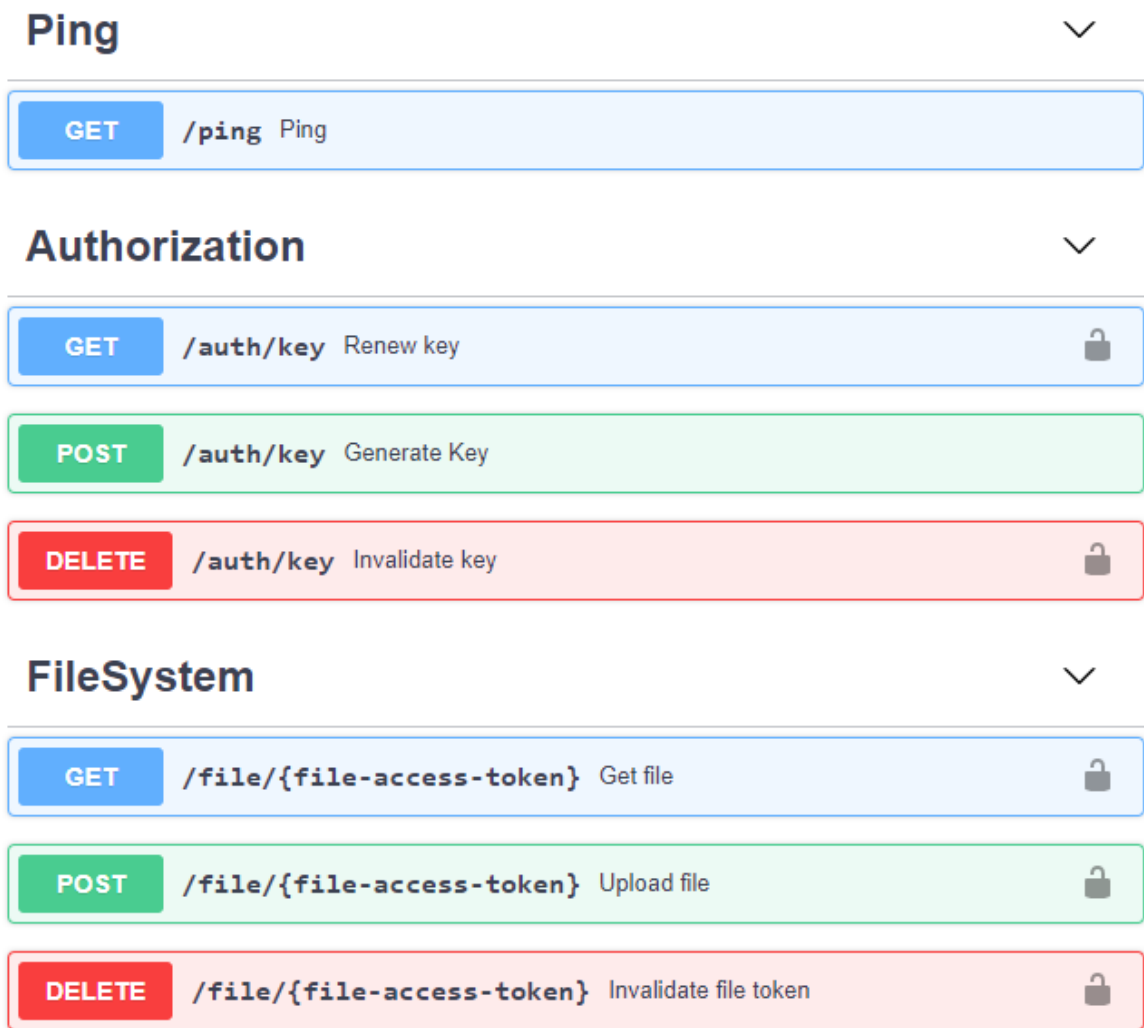 Ping
GET /ping Ping
Authorization
GET /auth/key Renew key
POST /auth/key Generate Key
DELETE /auth/key Invalidate key
FileSystem
GET /file/{file-access-token} Get file
POST /file/{file-access-token} Upload file
DELETE /file/{file-access-token} Invalidate file token